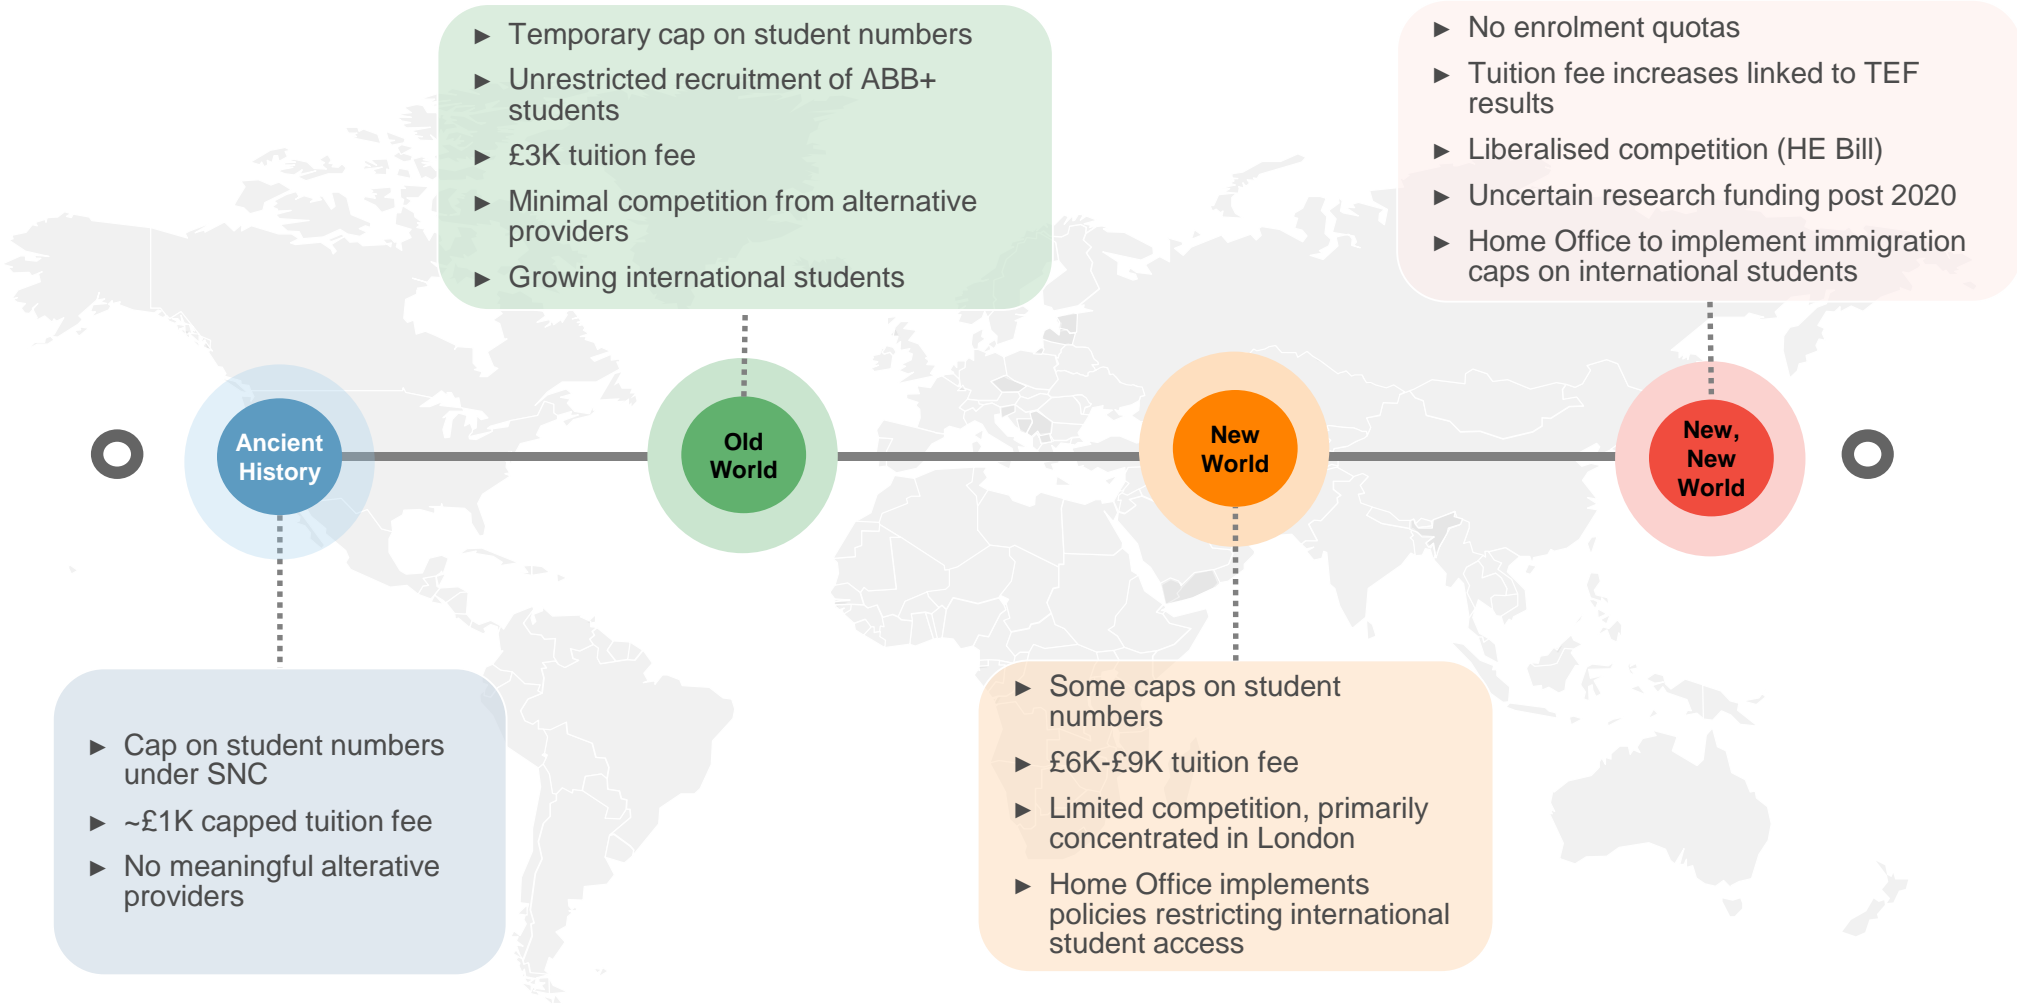 ► Temporary cap on student numbers
► Unrestricted recruitment of ABB+
students
► £3K tuition fee
► Minimal competition from alternative
providers
► Growing international students
► No enrolment quotas
► Tuition fee increases linked to TEF
results
► Liberalised competition (HE Bill)
► Uncertain research funding post 2020
► Home Office to implement immigration
caps on international students
Ancient
History
Old
World
New
World
New,
New
World
► Cap on student numbers
under SNC
► ~£1K capped tuition fee
► No meaningful alterative
providers
► Some caps on student
numbers
► £6K-£9K tuition fee
► Limited competition, primarily
concentrated in London
► Home Office implements
policies restricting international
student access